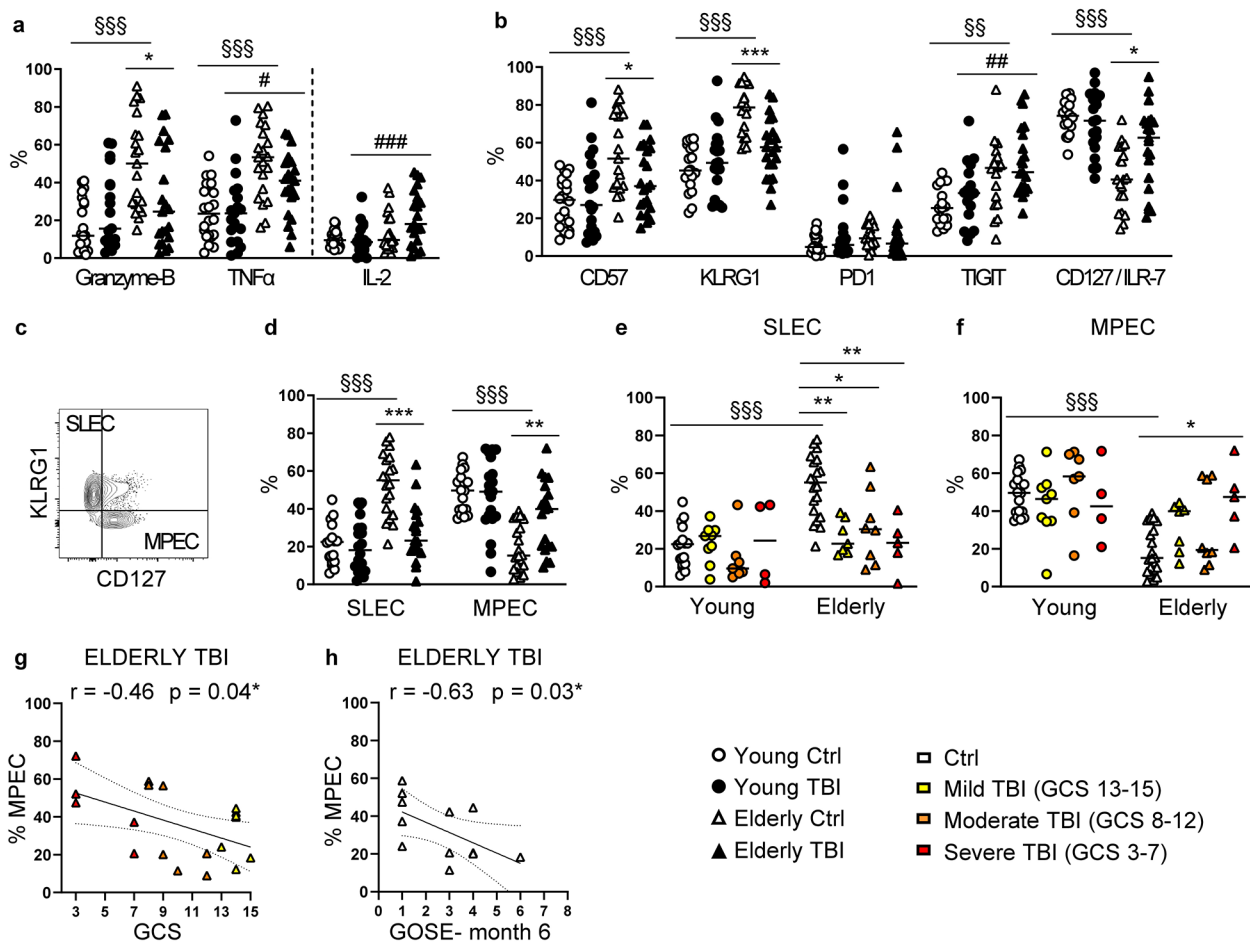 a
§§§
*
§§§
#
###
100
80
60
40
20
0
%
Granzyme-B
TNFα
IL-2
b
§§§
*
§§§
***
§§
##
§§§
*
100
80
60
40
20
0
%
CD57
KLRG1
PD1
TIGIT
CD127 / ILR-7
c
SLEC
MPEC
KLRG1
CD127
d
§§§
***
§§§
**
100
80
60
40
20
0
%
SLEC
MPEC
e
SLEC
**
*
**
§§§
100
80
60
40
20
0
%
Young
Elderly
f
MPEC
§§§
*
100
80
60
40
20
0
%
Young
Elderly
g
ELDERLY TBI
r = -0.46 p = 0.04*
100
80
60
40
20
0
% MPEC
3 5 7 9 11 13 15
GCS
h
ELDERLY TBI
r = -0.63 p = 0.03*
100
80
60
40
20
0
% MPEC
0 1 2 3 4 5 6 7 8
GOSE- month 6
Young Ctrl
Young TBI
Elderly Ctrl
Elderly TBI
Ctrl
Mild TBI (GCS 13-15)
Moderate TBI (GCS 8-12)
Severe TBI (GCS 3-7)